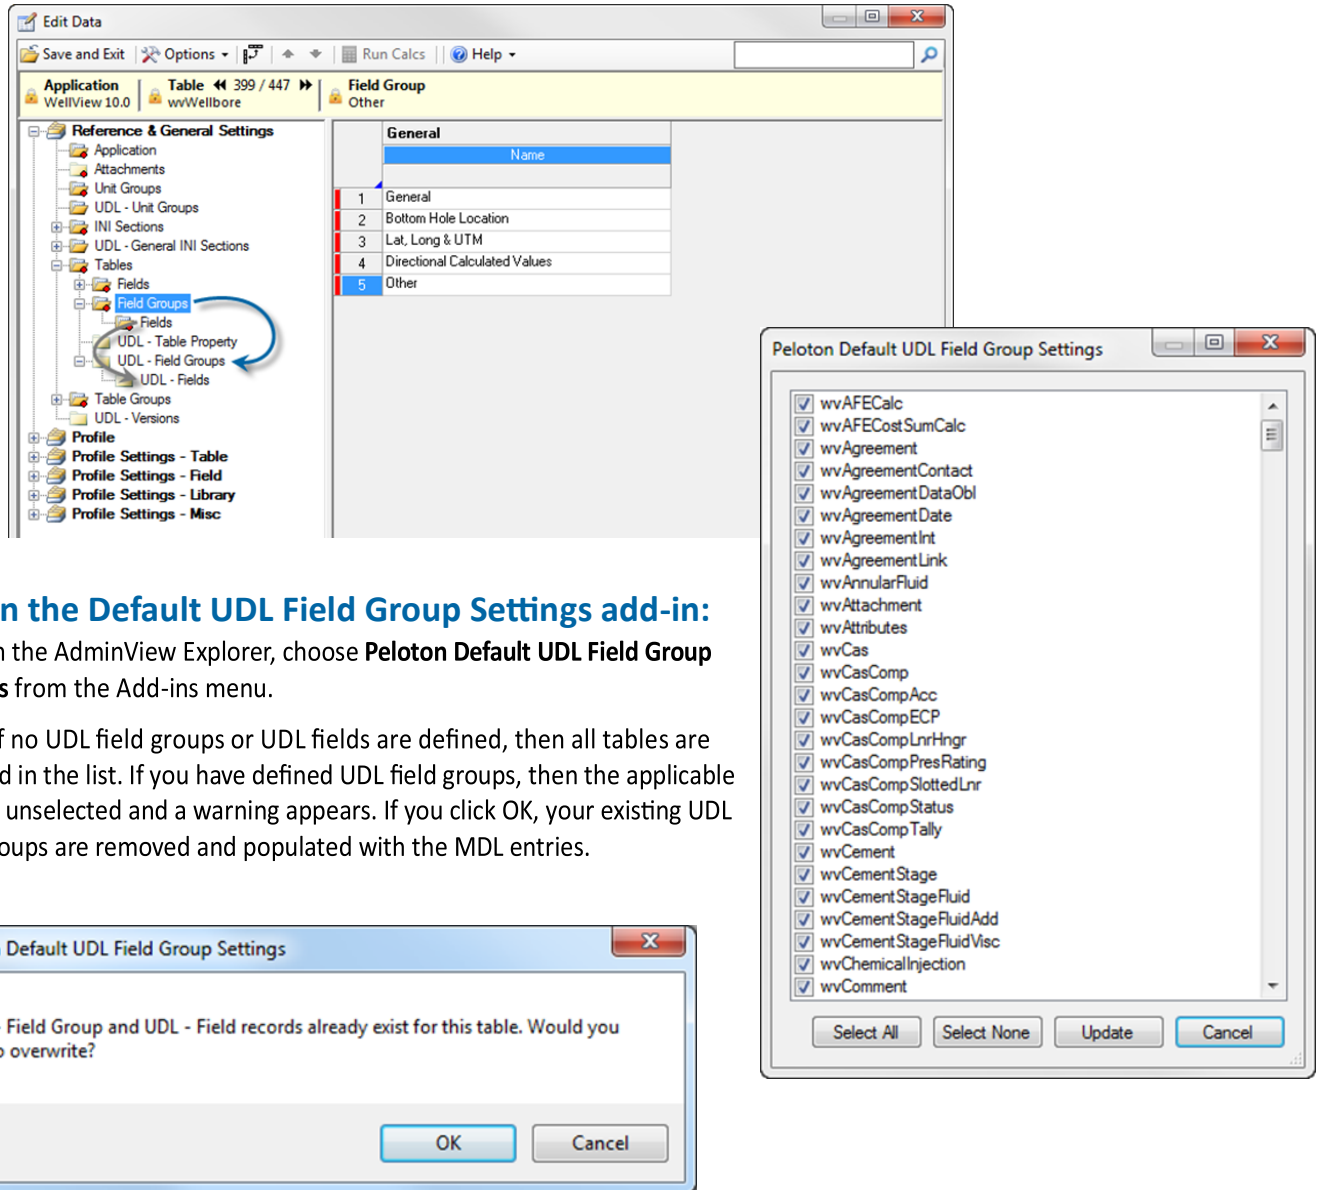 Edit Data
Save and Exit Options Run Calcs Help
Application Table 399 / 447 Field Group
WellView 10.0 wvWellbore Other
Reference & General Settings
Application
Attachments
Unit Groups
UDL - Unit Groups
INI Sections
UDL - General INI Sections
Tables
Fields
Field Groups
Fields
UDL - Table Property
UDL - Field Groups
UDL - Fields
Table Groups
UDL - Versions
Profile
Profile Settings - Table
Profile Settings - Field
Profile Settings - Library
Profile Settings - Misc
General
Name
1 General
2 Bottom Hole Location
3 Lat, Long & UTM
4 Directional Calculated Values
5 Other
Peloton Default UDL Field Group Settings
wvAFECalc
wvAFECostSumCalc
wvAgreement
wvAgreementContact
wvAgreementDataObl
wvAgreementDate
wvAgreementInt
wvAgreementLink
wvAnnularFluid
wvAttachment
wvAttributes
wvCas
wvCasComp
wvCasCompAcc
wvCasCompECP
wvCasCompLnrHngr
wvCasCompPresRating
wvCasCompSlottedLnr
wvCasCompStatus
wvCasCompTally
wvCement
wvCementStage
wvCementStageFluid
wvCementStageFluidAdd
wvCementStageFluidVisc
wvChemicalInjection
wvComment
Select All Select None Update Cancel
n the Default UDL Field Group Settings add-in:
n the AdminView Explorer, choose Peloton Default UDL Field Group
s from the Add-ins menu.
f no UDL field groups or UDL fields are defined, then all tables are
d in the list. If you have defined UDL field groups, then the applicable
unselected and a warning appears. If you click OK, your existing UDL
oups are removed and populated with the MDL entries.
Default UDL Field Group Settings
- Field Group and UDL - Field records already exist for this table. Would you
o overwrite?
OK Cancel